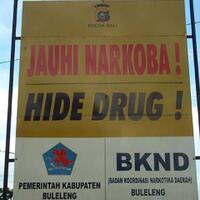 POLDA BALI
JAUHI NARKOBA !
HIDE DRUG !
PEMERINTAH KABUPATEN
BULELENG
BKND
(BADAN KOORDINASI NARKOTIKA DAERAH)
BULELENG